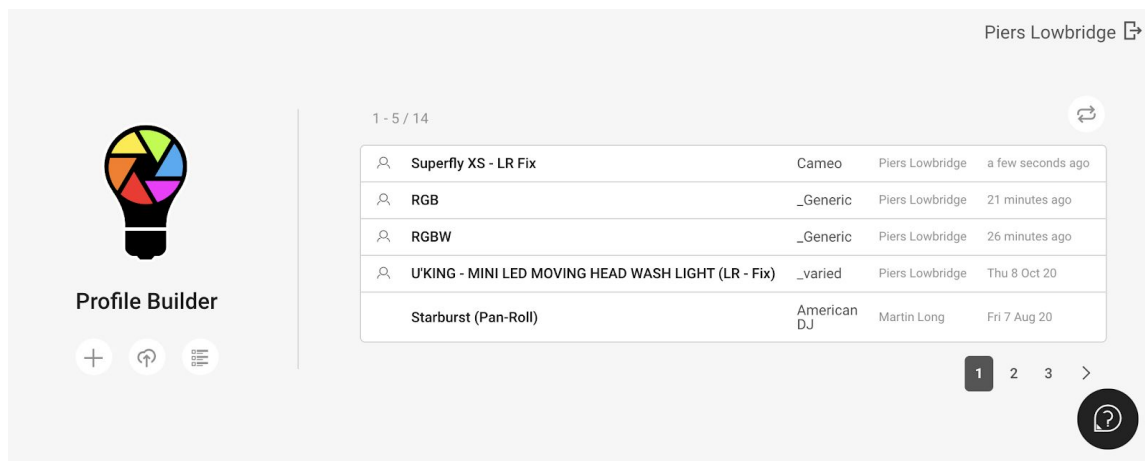 Piers Lowbridge
1 - 5 / 14
Superfly XS - LR Fix Cameo Piers Lowbridge a few seconds ago
RGB _Generic Piers Lowbridge 21 minutes ago
RGBW _Generic Piers Lowbridge 26 minutes ago
U'KING - MINI LED MOVING HEAD WASH LIGHT (LR - Fix) _varied Piers Lowbridge Thu 8 Oct 20
Starburst (Pan-Roll) American DJ Martin Long Fri 7 Aug 20
Profile Builder
1 2 3 >
?